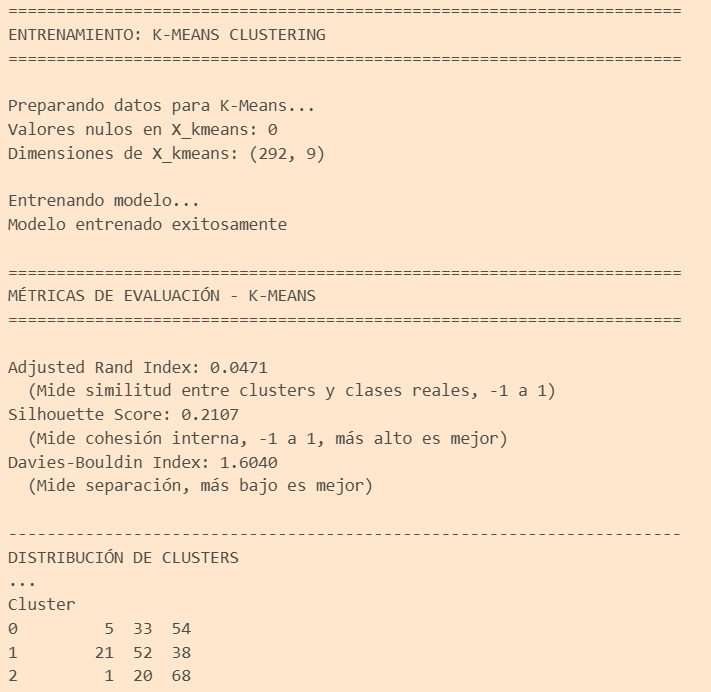 ======================================================================
ENTRENAMIENTO: K-MEANS CLUSTERING
======================================================================
Preparando datos para K-Means...
Valores nulos en X_kmeans: 0
Dimensiones de X_kmeans: (292, 9)
Entrenando modelo...
Modelo entrenado exitosamente
======================================================================
MÉTRICAS DE EVALUACIÓN - K-MEANS
======================================================================
Adjusted Rand Index: 0.0471
(Mide similitud entre clusters y clases reales, -1 a 1)
Silhouette Score: 0.2107
(Mide cohesión interna, -1 a 1, más alto es mejor)
Davies-Bouldin Index: 1.6040
(Mide separación, más bajo es mejor)
----------------------------------------------------------------------
DISTRIBUCIÓN DE CLUSTERS
...
Cluster
0 5 33 54
1 21 52 38
2 1 20 68